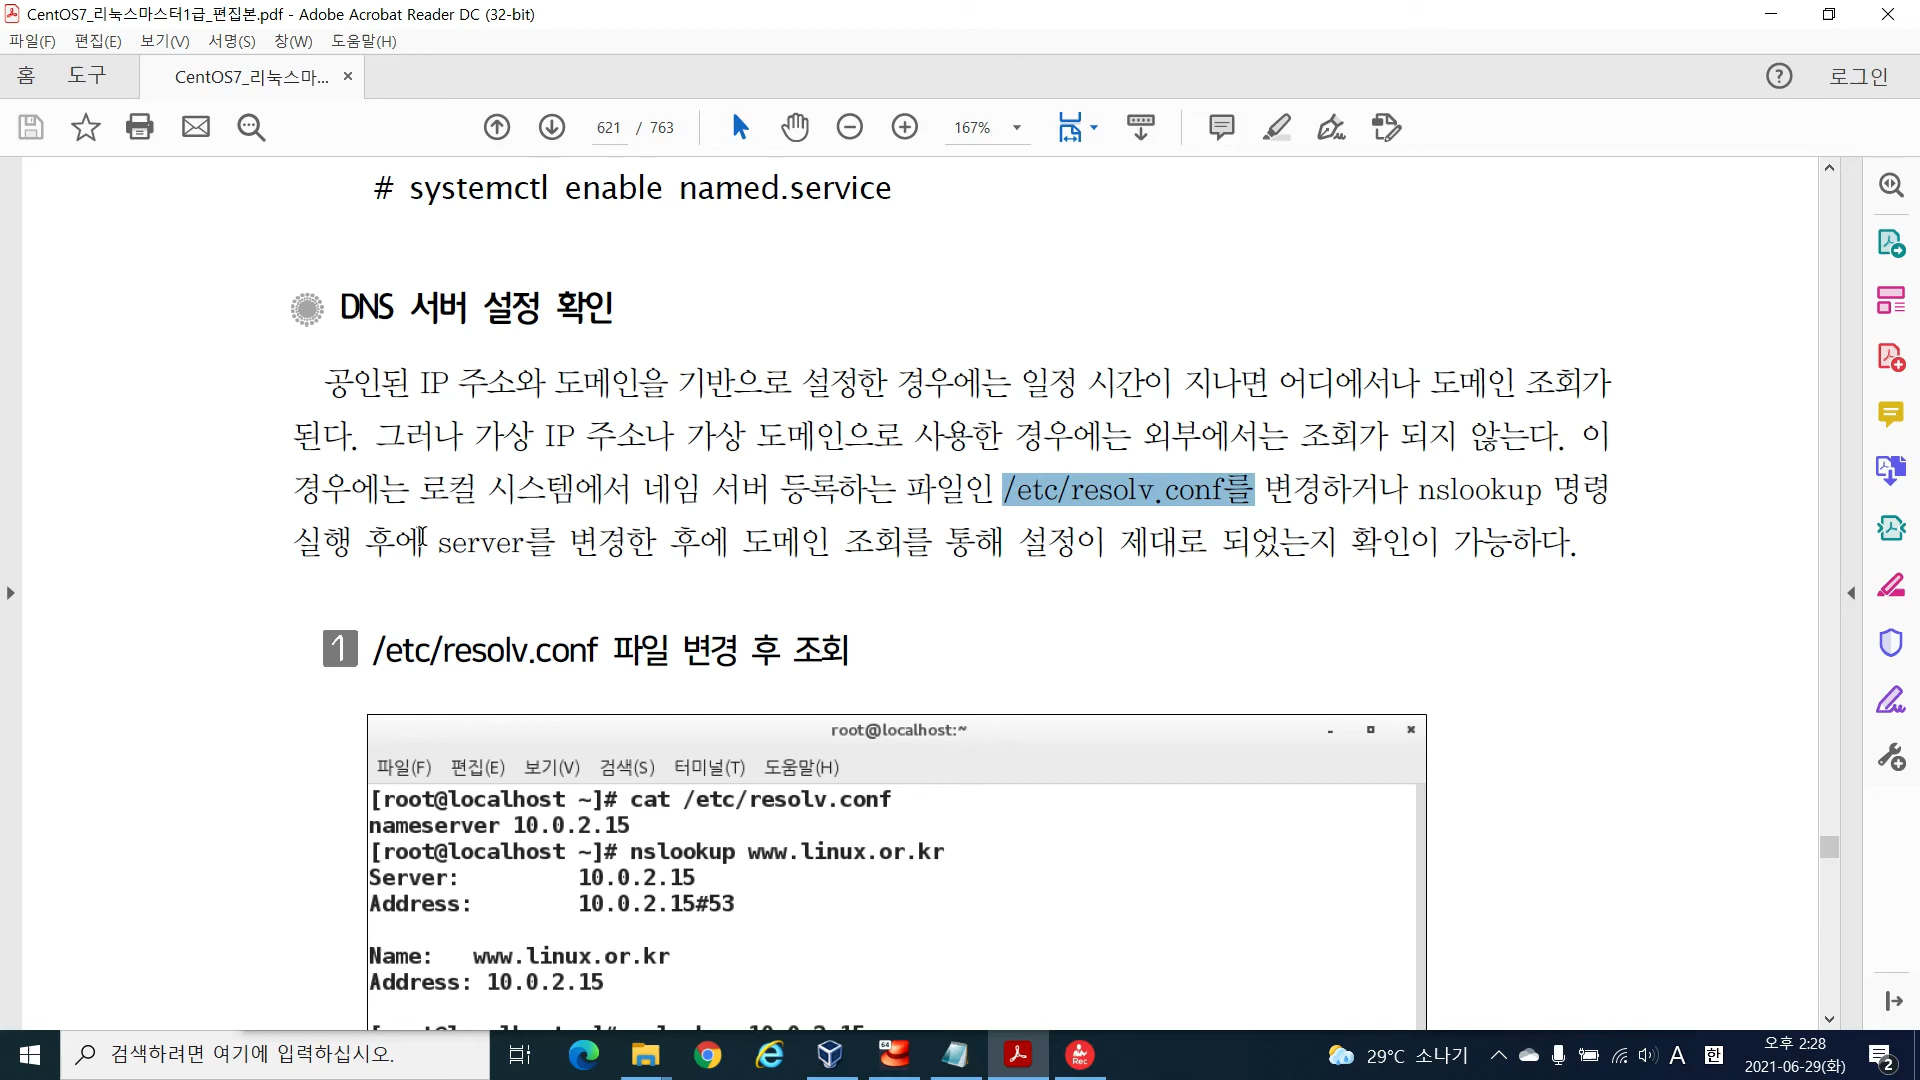 CentOS7_리눅스마스터1급_편집본.pdf - Adobe Acrobat Reader DC (32-bit)
파일(F) 편집(E) 보기(V) 서명(S) 창(W) 도움말(H)
홈 도구 CentOS7_리눅스마... × 로그인
621 / 763 167%
# systemctl enable named.service
DNS 서버 설정 확인
공인된 IP 주소와 도메인을 기반으로 설정한 경우에는 일정 시간이 지나면 어디에서나 도메인 조회가
된다. 그러나 가상 IP 주소나 가상 도메인으로 사용한 경우에는 외부에서는 조회가 되지 않는다. 이
경우에는 로컬 시스템에서 네임 서버 등록하는 파일인 /etc/resolv.conf를 변경하거나 nslookup 명령
실행 후에 server를 변경한 후에 도메인 조회를 통해 설정이 제대로 되었는지 확인이 가능하다.
1 /etc/resolv.conf 파일 변경 후 조회
root@localhost:~
파일(F) 편집(E) 보기(V) 검색(S) 터미널(T) 도움말(H)
[root@localhost ~]# cat /etc/resolv.conf
nameserver 10.0.2.15
[root@localhost ~]# nslookup www.linux.or.kr
Server: 10.0.2.15
Address: 10.0.2.15#53
Name: www.linux.or.kr
Address: 10.0.2.15
검색하려면 여기에 입력하십시오.
64
Rec
29°C 소나기
A 한
오후 2:28
2021-06-29(화)
2